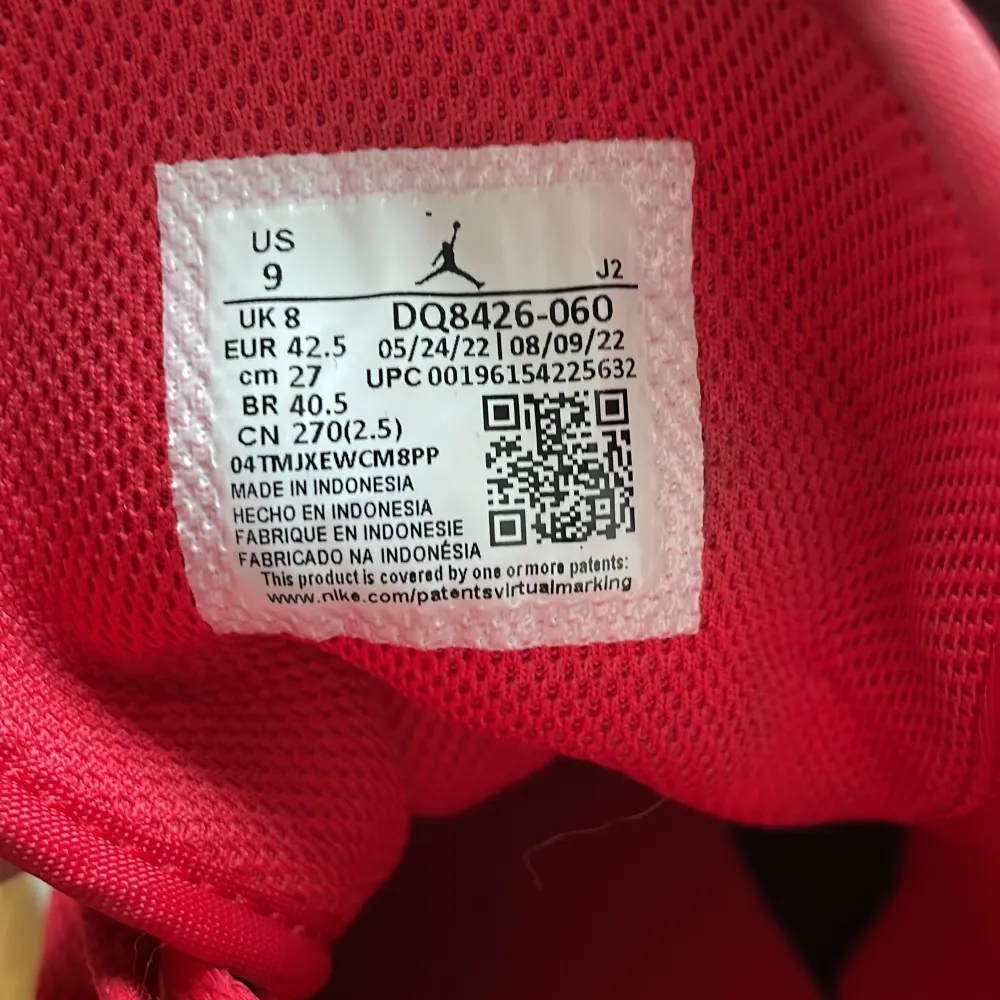 US
9
J2
UK 8
DQ8426-060
EUR 42.5
05/24/22 | 08/09/22
cm 27
UPC 00196154225632
BR 40.5
CN 270(2.5)
04TMJXEWCM8PP
MADE IN INDONESIA
HECHO EN INDONESIA
FABRIQUE EN INDONESIE
FABRICADO NA INDONÉSIA
This product is covered by one or more patents:
www.nike.com/patentsvirtualmarking